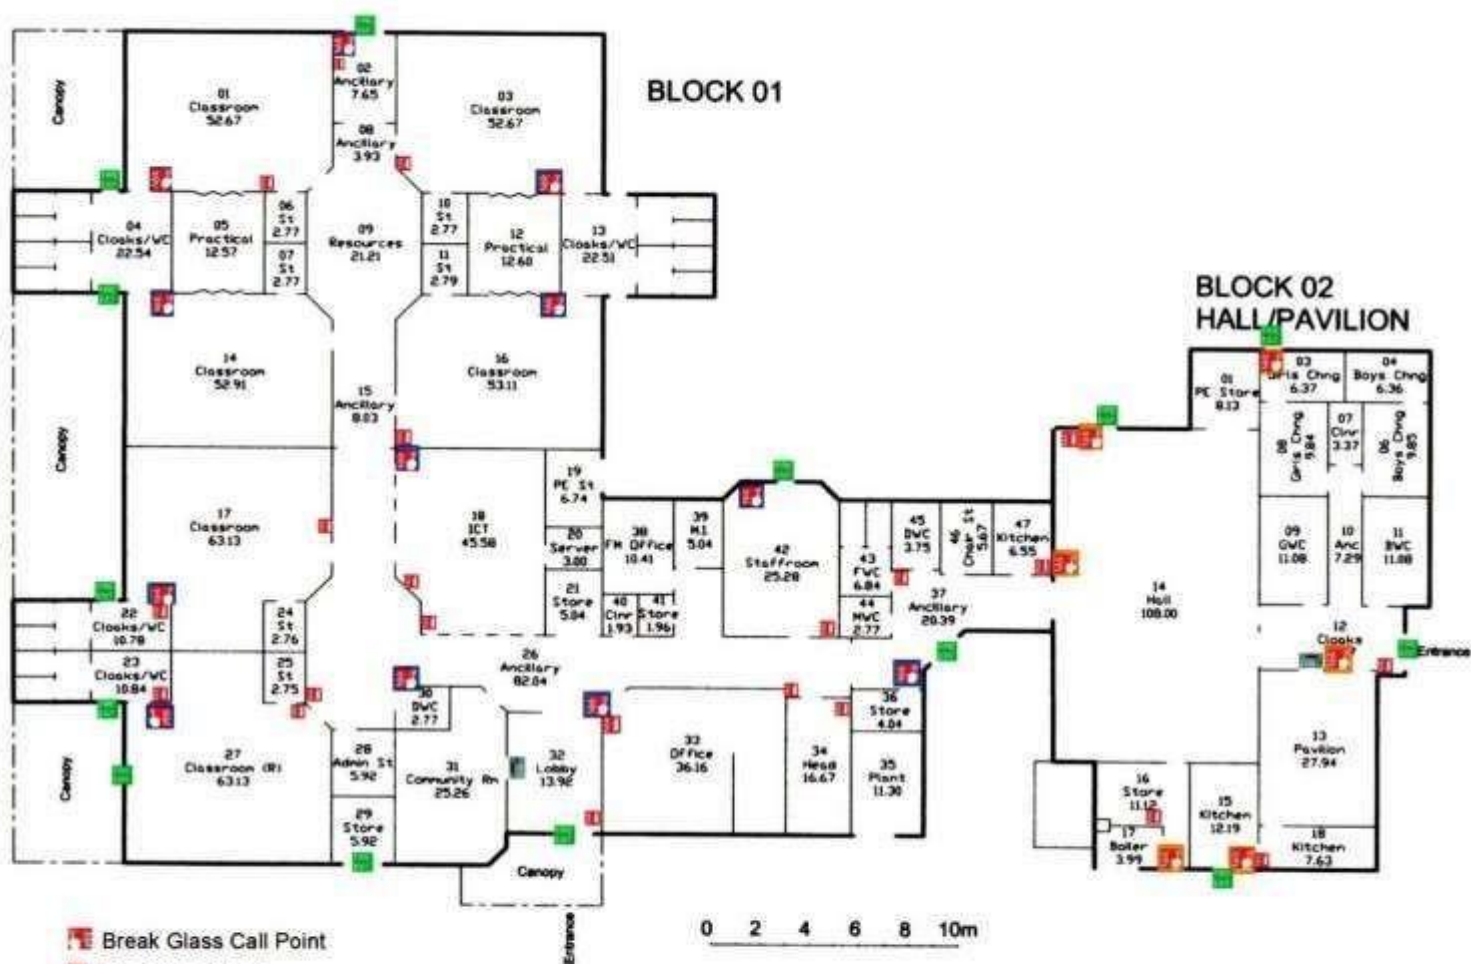 BLOCK 01
Canopy
01
Classroom
52.67
02
Ancillary
7.65
03
Classroom
52.67
08
Ancillary
3.93
04
Cloaks/WC
22.54
05
Practical
12.57
06
St
2.77
07
St
2.77
09
Resources
21.21
10
St
2.77
11
St
2.79
12
Practical
12.60
13
Cloaks/WC
22.51
Canopy
14
Classroom
52.91
15
Ancillary
8.03
16
Classroom
53.11
17
Classroom
63.13
18
ICT
45.58
19
PE St
6.74
20
Server
3.00
21
Store
5.04
38
FM Office
10.41
39
M.I
5.04
40
Clnr
1.93
41
Store
1.96
42
Staffroom
25.28
43
FWC
6.84
44
MWC
2.77
45
DWC
3.75
46
Chair St
5.67
47
Kitchen
6.55
37
Ancillary
20.39
22
Cloaks/WC
10.78
23
Cloaks/WC
10.84
24
St
2.76
25
St
2.75
26
Ancillary
82.04
Canopy
27
Classroom (R)
63.13
28
Admin St
5.92
29
Store
5.92
30
DWC
2.77
31
Community Rm
25.26
32
Lobby
13.92
33
Office
36.16
34
Head
16.67
35
Plant
11.30
36
Store
4.04
Canopy
Entrance
BLOCK 02
HALL/PAVILION
01
PE Store
8.13
03
Girls Chng
6.37
04
Boys Chng
6.36
08
Girls Chng
9.84
07
Clnr
3.37
06
Boys Chng
9.85
09
GWC
11.08
10
Anc
7.29
11
BWC
11.08
12
Cloaks
Entrance
14
Hall
108.00
13
Pavilion
27.94
16
Store
11.12
15
Kitchen
12.19
17
Boiler
3.99
18
Kitchen
7.63
Break Glass Call Point
0 2 4 6 8 10m